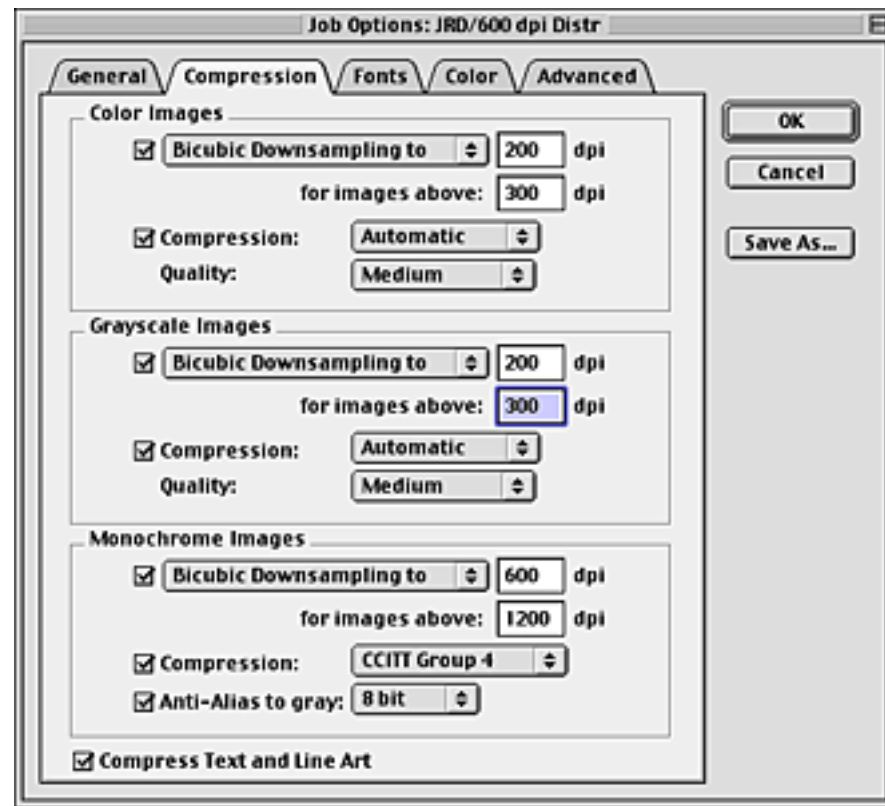 Job Options: JRD/600 dpi Distr
General Compression Fonts Color Advanced
Color Images
Bicubic Downsampling to 200 dpi
for images above: 300 dpi
Compression: Automatic
Quality: Medium
Grayscale Images
Bicubic Downsampling to 200 dpi
for images above: 300 dpi
Compression: Automatic
Quality: Medium
Monochrome Images
Bicubic Downsampling to 600 dpi
for images above: 1200 dpi
Compression: CCITT Group 4
Anti-Alias to gray: 8 bit
Compress Text and Line Art
OK
Cancel
Save As...